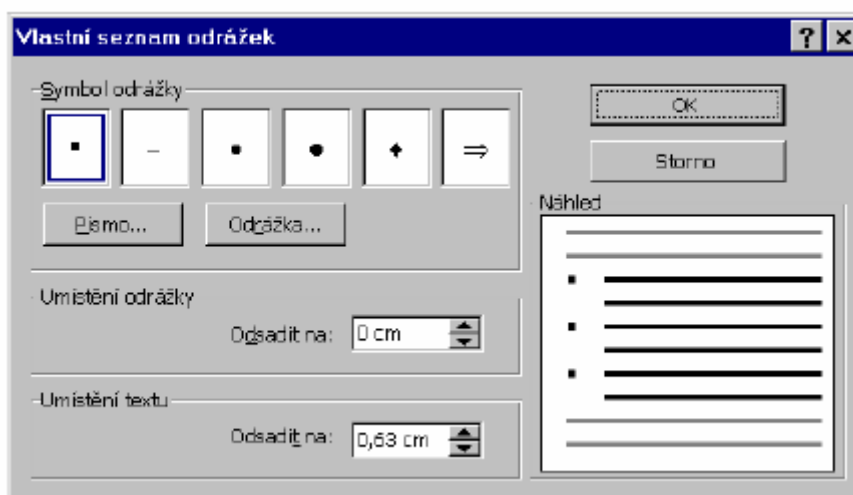 Vlastní seznam odrážek
Symbol odrážky
OK
Storno
Písmo...
Odrážka...
Náhled
Umístění odrážky
Odsadit na: 0 cm
Umístění textu
Odsadit na: 0,63 cm